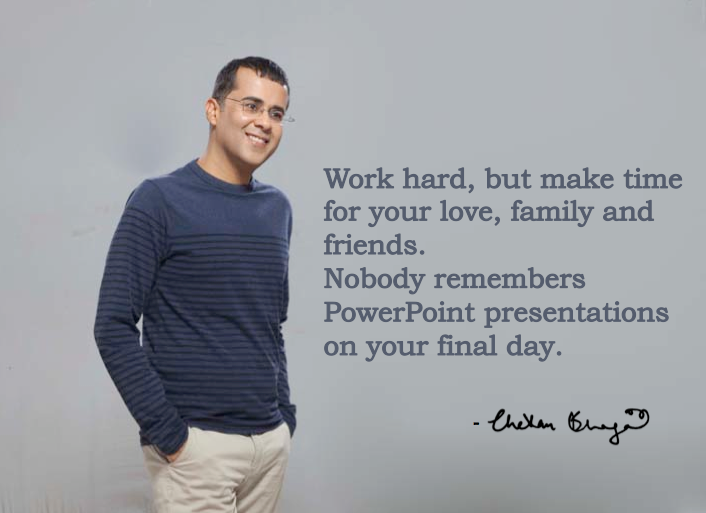 Work hard, but make time
for your love, family and
friends.
Nobody remembers
PowerPoint presentations
on your final day.
- Chetan Bhagat